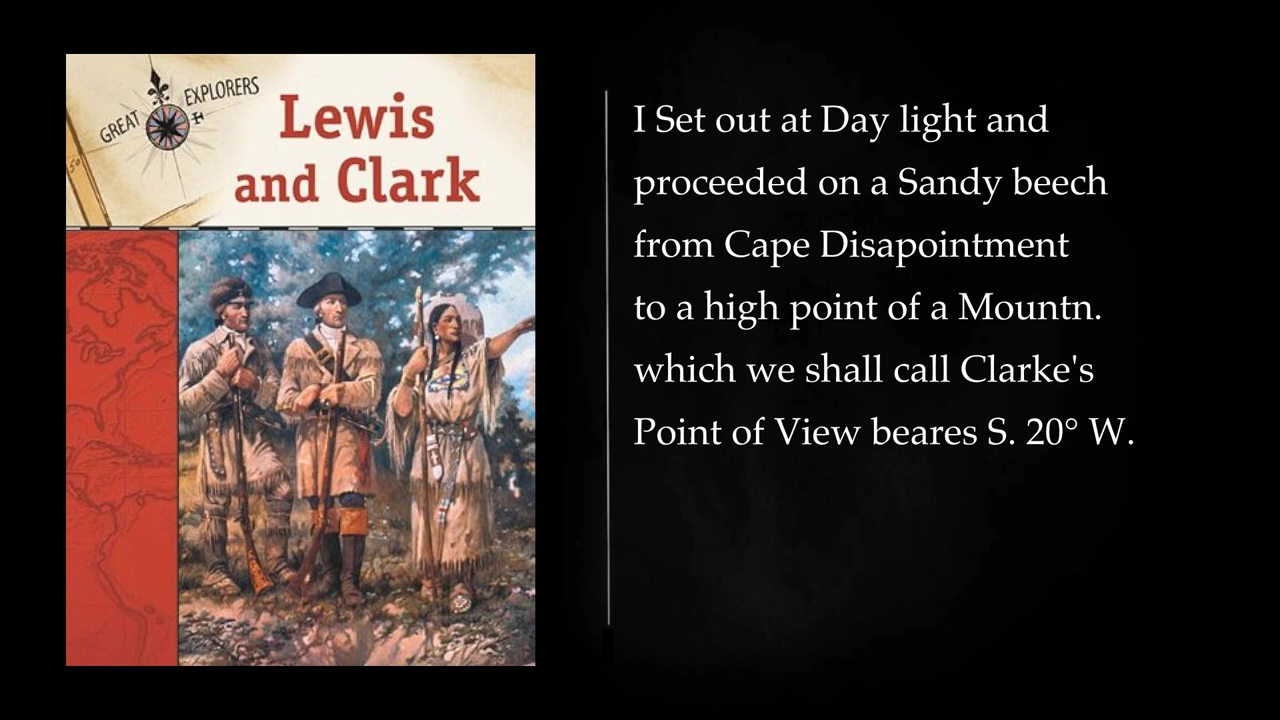 GREAT EXPLORERS
Lewis
and Clark
I Set out at Day light and
proceeded on a Sandy beech
from Cape Disapointment
to a high point of a Mountn.
which we shall call Clarke's
Point of View beares S. 20° W.